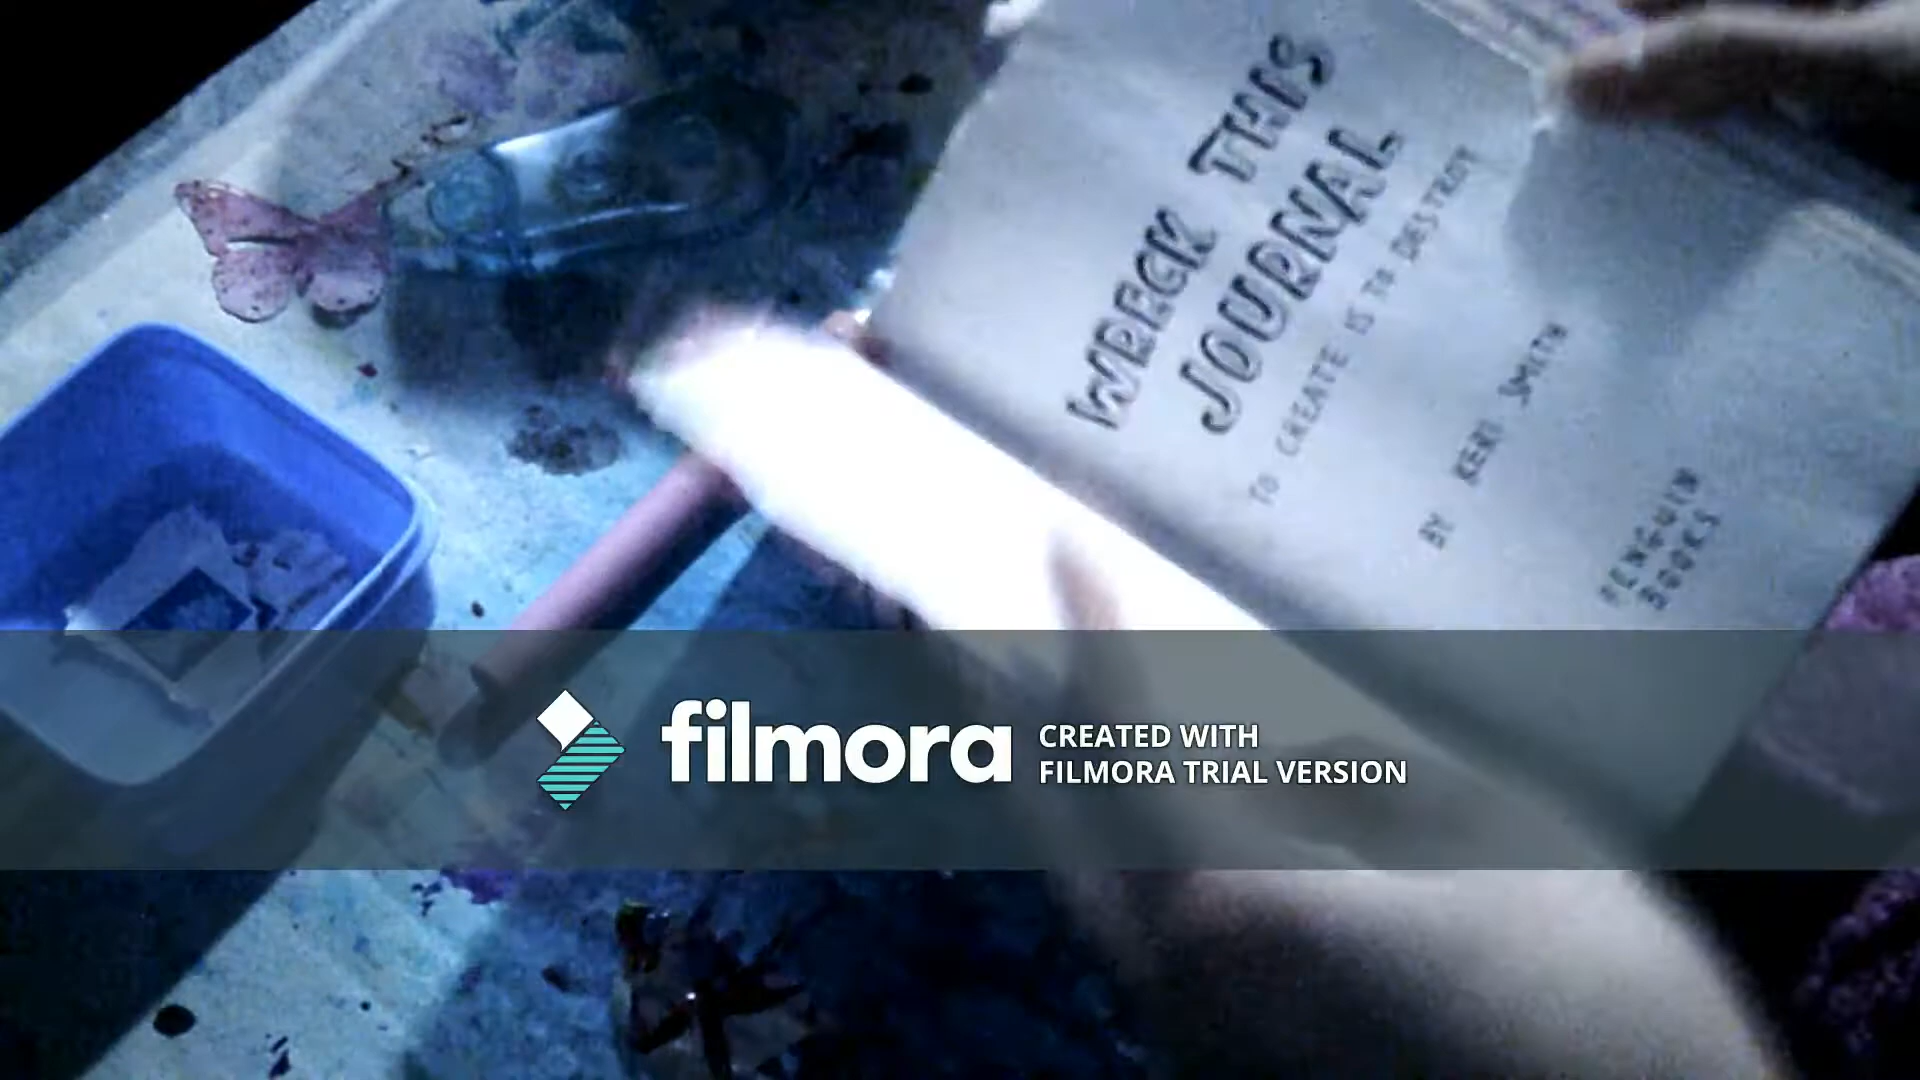 WRECK THIS
JOURNAL
TO CREATE IS TO DESTROY
BY KERI SMITH
PENGUIN
BOOKS
filmora
CREATED WITH
FILMORA TRIAL VERSION